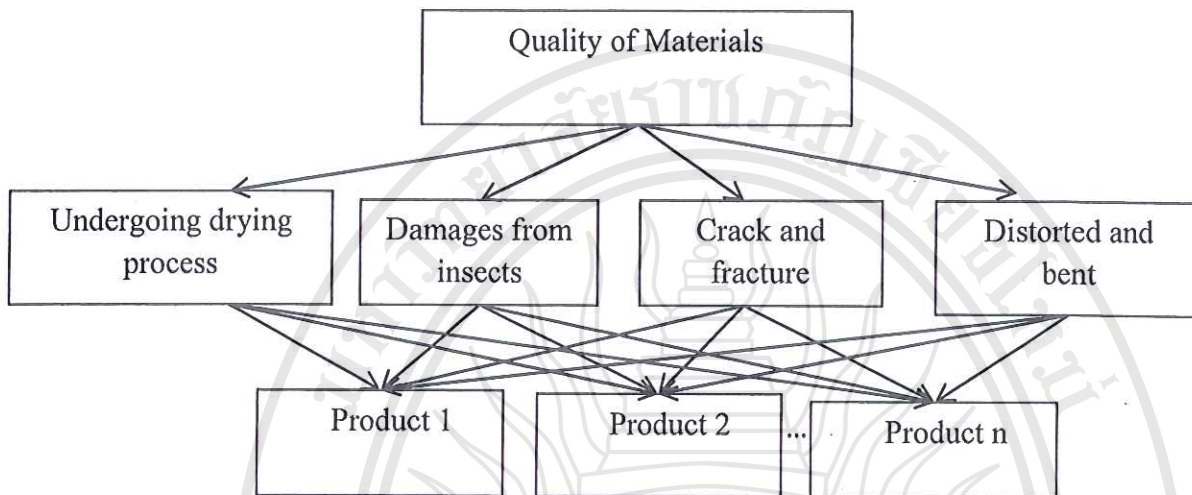 Quality of Materials
Undergoing drying
process
Damages from
insects
Crack and
fracture
Distorted and
bent
Product 1
Product 2
...
Product n